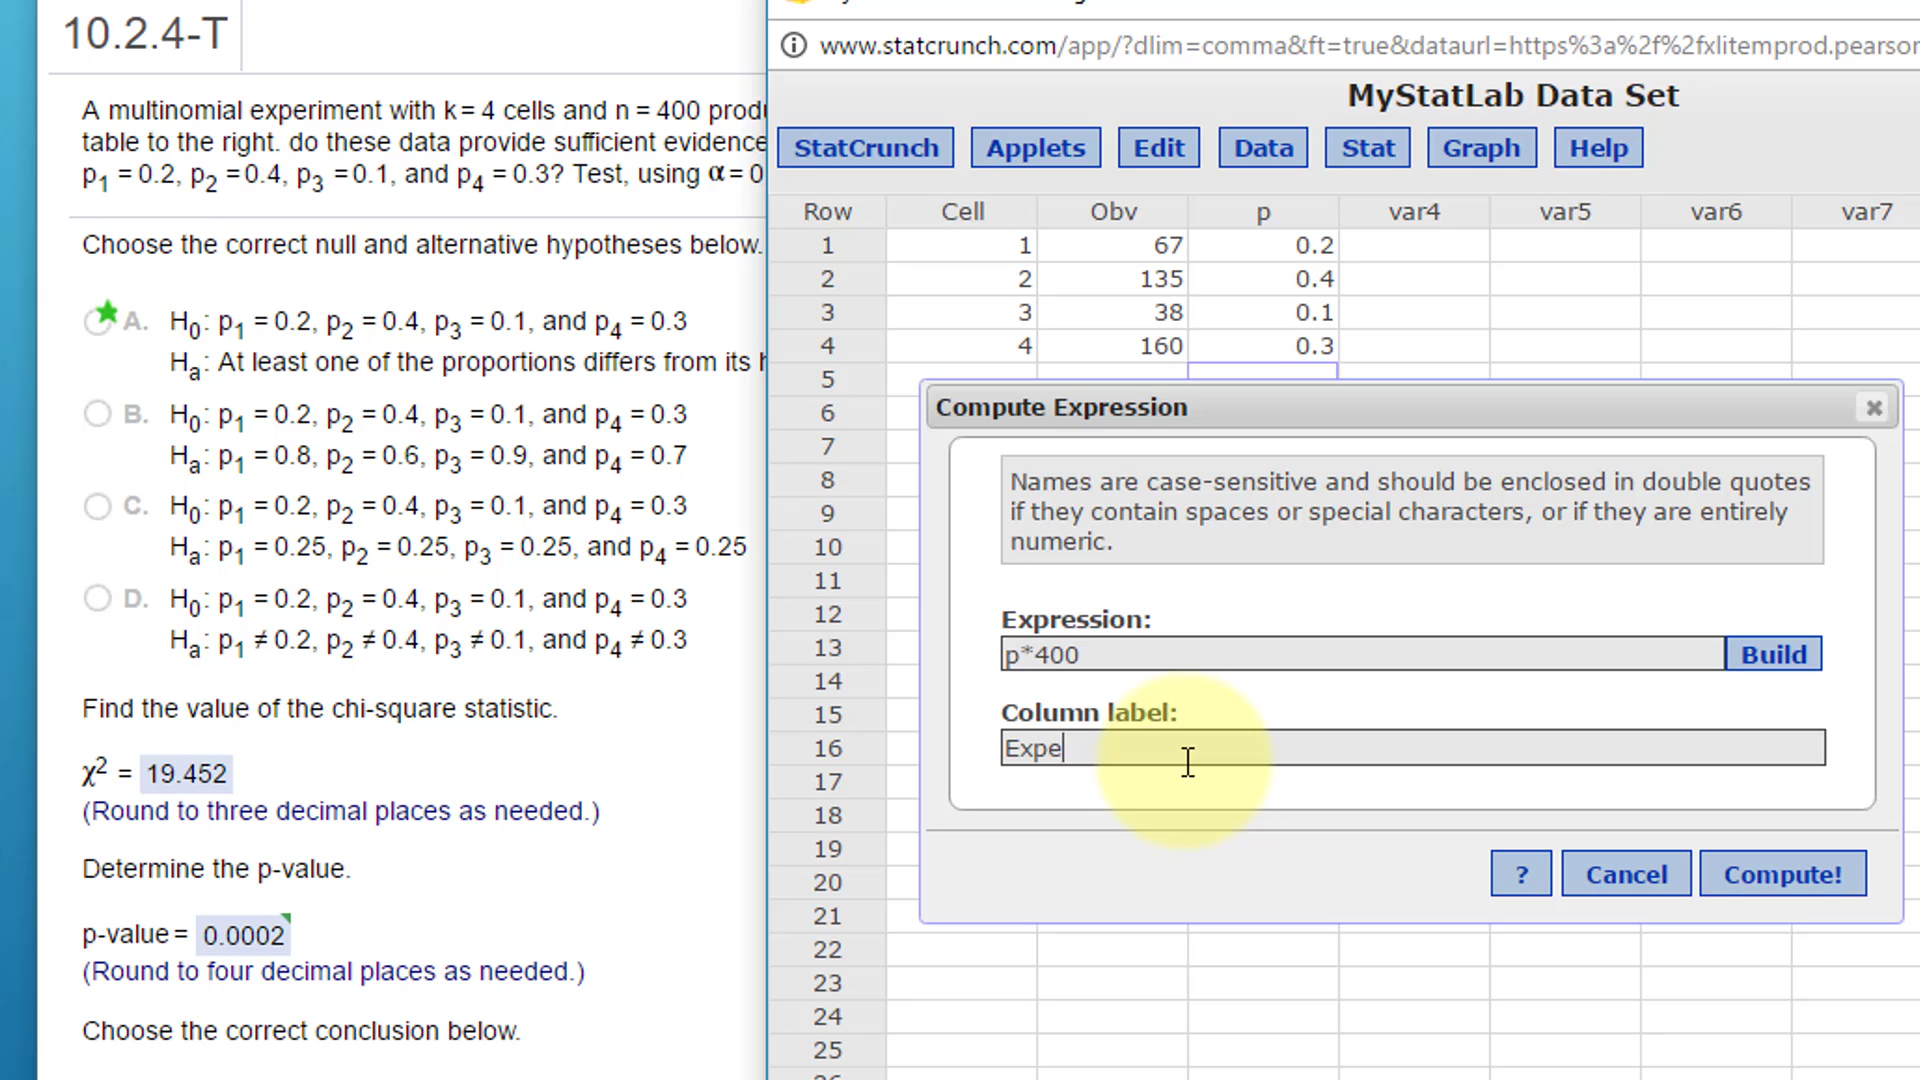 10.2.4-T
A multinomial experiment with k = 4 cells and n = 400
table to the right. do these data provide sufficient evidence
p1 = 0.2, p2 = 0.4, p3 = 0.1, and p4 = 0.3? Test, using α = 0
Choose the correct null and alternative hypotheses below.
A. H0: p1 = 0.2, p2 = 0.4, p3 = 0.1, and p4 = 0.3
Ha: At least one of the proportions differs from its
B. H0: p1 = 0.2, p2 = 0.4, p3 = 0.1, and p4 = 0.3
Ha: p1 = 0.8, p2 = 0.6, p3 = 0.9, and p4 = 0.7
C. H0: p1 = 0.2, p2 = 0.4, p3 = 0.1, and p4 = 0.3
Ha: p1 = 0.25, p2 = 0.25, p3 = 0.25, and p4 = 0.25
D. H0: p1 = 0.2, p2 = 0.4, p3 = 0.1, and p4 = 0.3
Ha: p1 ≠ 0.2, p2 ≠ 0.4, p3 ≠ 0.1, and p4 ≠ 0.3
Find the value of the chi-square statistic.
χ2 = 19.452
(Round to three decimal places as needed.)
Determine the p-value.
p-value = 0.0002
(Round to four decimal places as needed.)
Choose the correct conclusion below.
www.statcrunch.com/app/?dlim=comma&ft=true&dataurl=https%3a%2f%2fxlitemprod.pearson
MyStatLab Data Set
StatCrunch Applets Edit Data Stat Graph Help
Row Cell Obv p var4 var5 var6 var7
1 1 67 0.2
2 2 135 0.4
3 3 38 0.1
4 4 160 0.3
5
6
7
8
9
10
11
12
13
14
15
16
17
18
19
20
21
22
23
24
25
Compute Expression
Names are case-sensitive and should be enclosed in double quotes
if they contain spaces or special characters, or if they are entirely
numeric.
Expression:
p*400 Build
Column label:
Expe
? Cancel Compute!